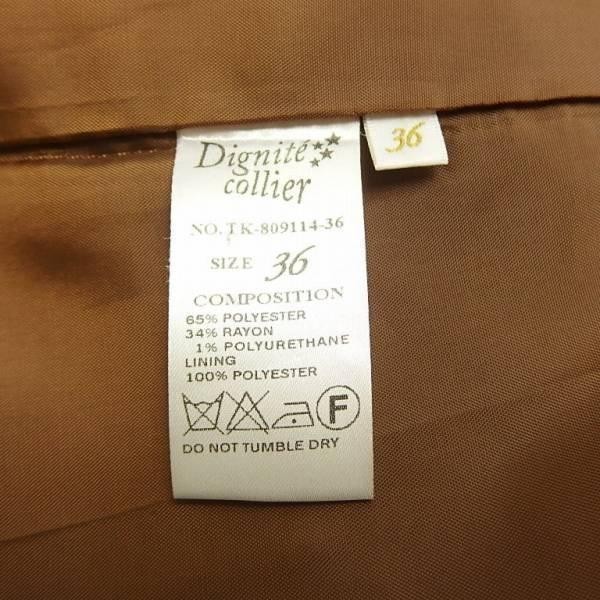 Dignité
collier
36
NO.TK-809114-36
SIZE 36
COMPOSITION
65% POLYESTER
34% RAYON
1% POLYURETHANE
LINING
100% POLYESTER
F
DO NOT TUMBLE DRY